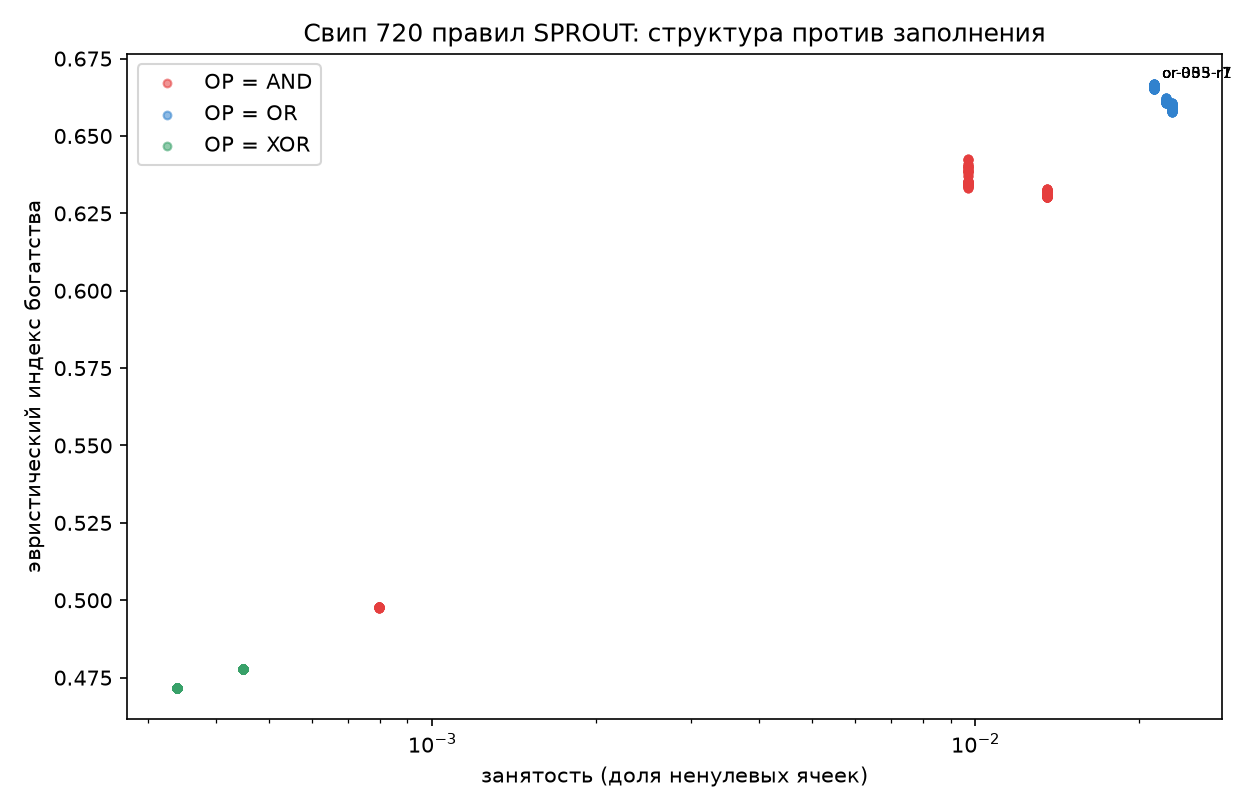 Свип 720 правил SPROUT: структура против заполнения
OP = AND
OP = OR
OP = XOR
эвристический индекс богатства
0.675
0.650
0.625
0.600
0.575
0.550
0.525
0.500
0.475
10⁻³
10⁻²
занятость (доля ненулевых ячеек)